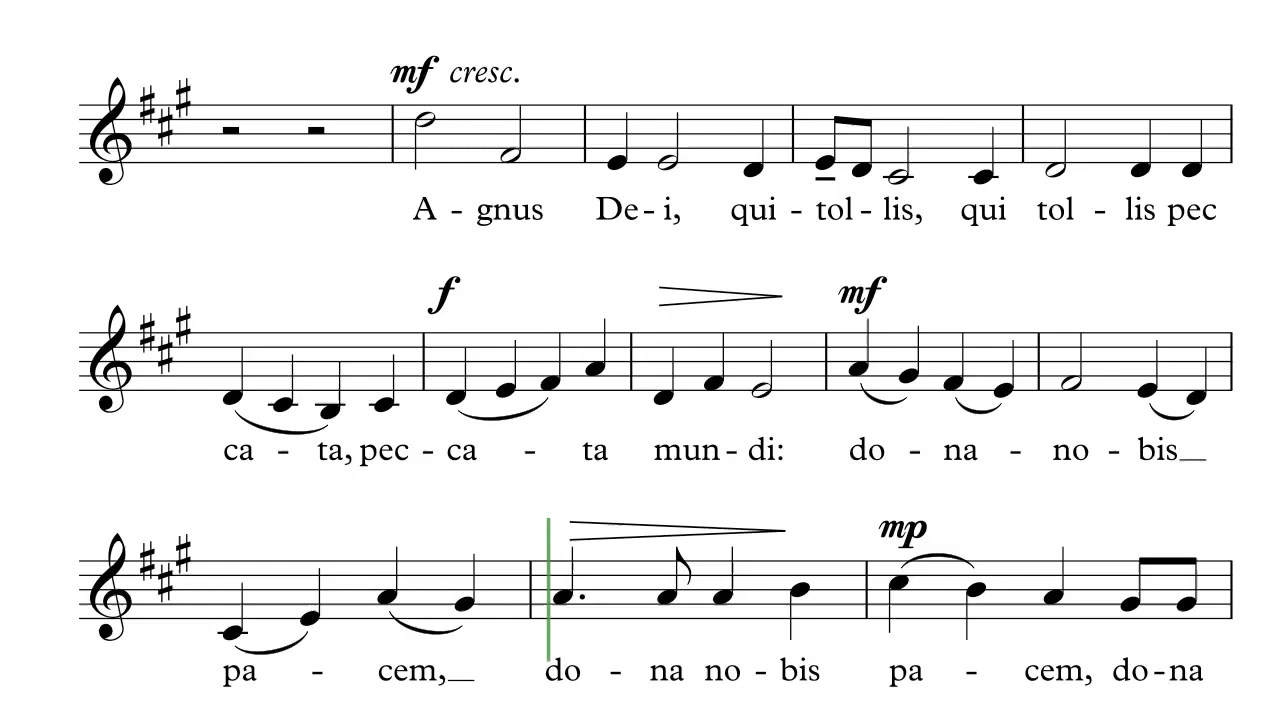 mf cresc.
A - gnus De - i, qui - tol - lis, qui tol - lis pec
f mf
ca - ta, pec - ca - ta mun - di: do - na - no - bis
mp
pa - cem, do - na no - bis pa - cem, do - na